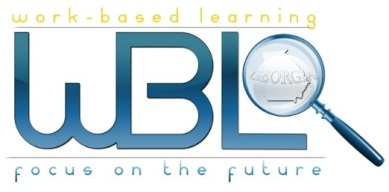 work-based learning
WBL
GEORGIA
focus on the future